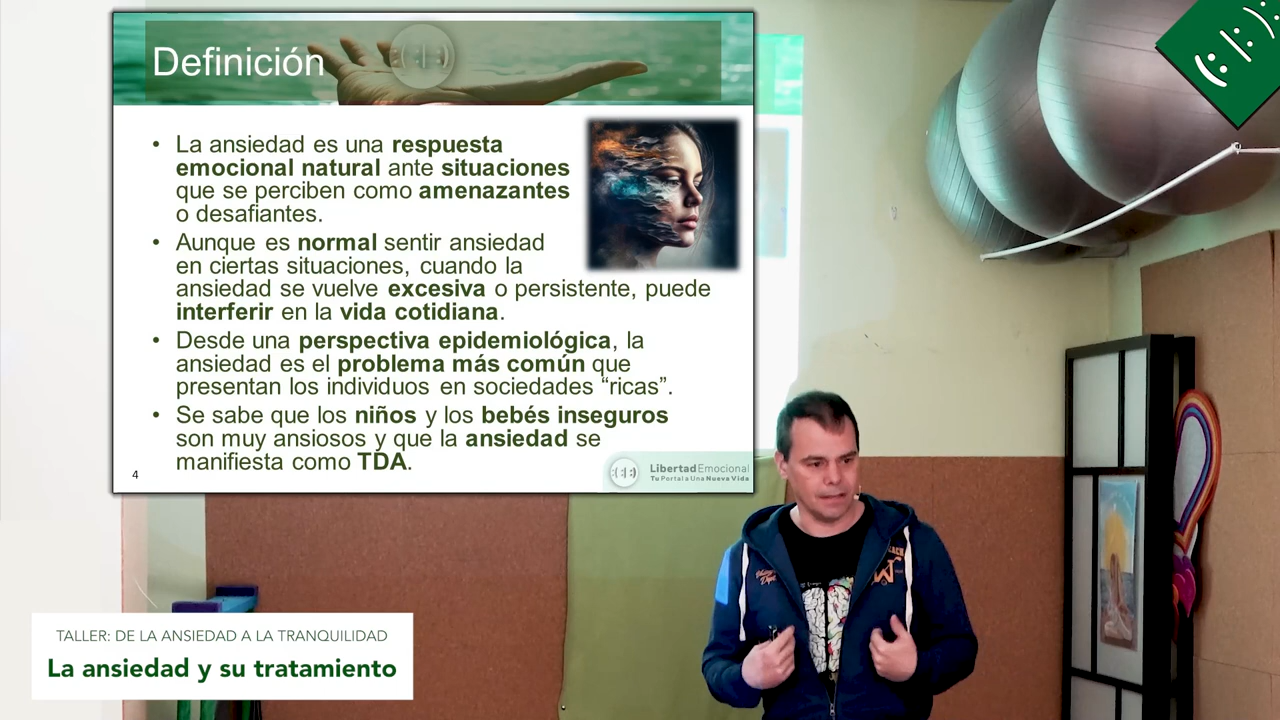 Definición
• La ansiedad es una respuesta
emocional natural ante situaciones
que se perciben como amenazantes
o desafiantes.
• Aunque es normal sentir ansiedad
en ciertas situaciones, cuando la
ansiedad se vuelve excesiva o persistente, puede
interferir en la vida cotidiana.
• Desde una perspectiva epidemiológica, la
ansiedad es el problema más común que
presentan los individuos en sociedades “ricas”.
• Se sabe que los niños y los bebés inseguros
son muy ansiosos y que la ansiedad se
manifiesta como TDA.
4
LibertadEmocional
Tu Portal a Una Nueva Vida
TALLER: DE LA ANSIEDAD A LA TRANQUILIDAD
La ansiedad y su tratamiento